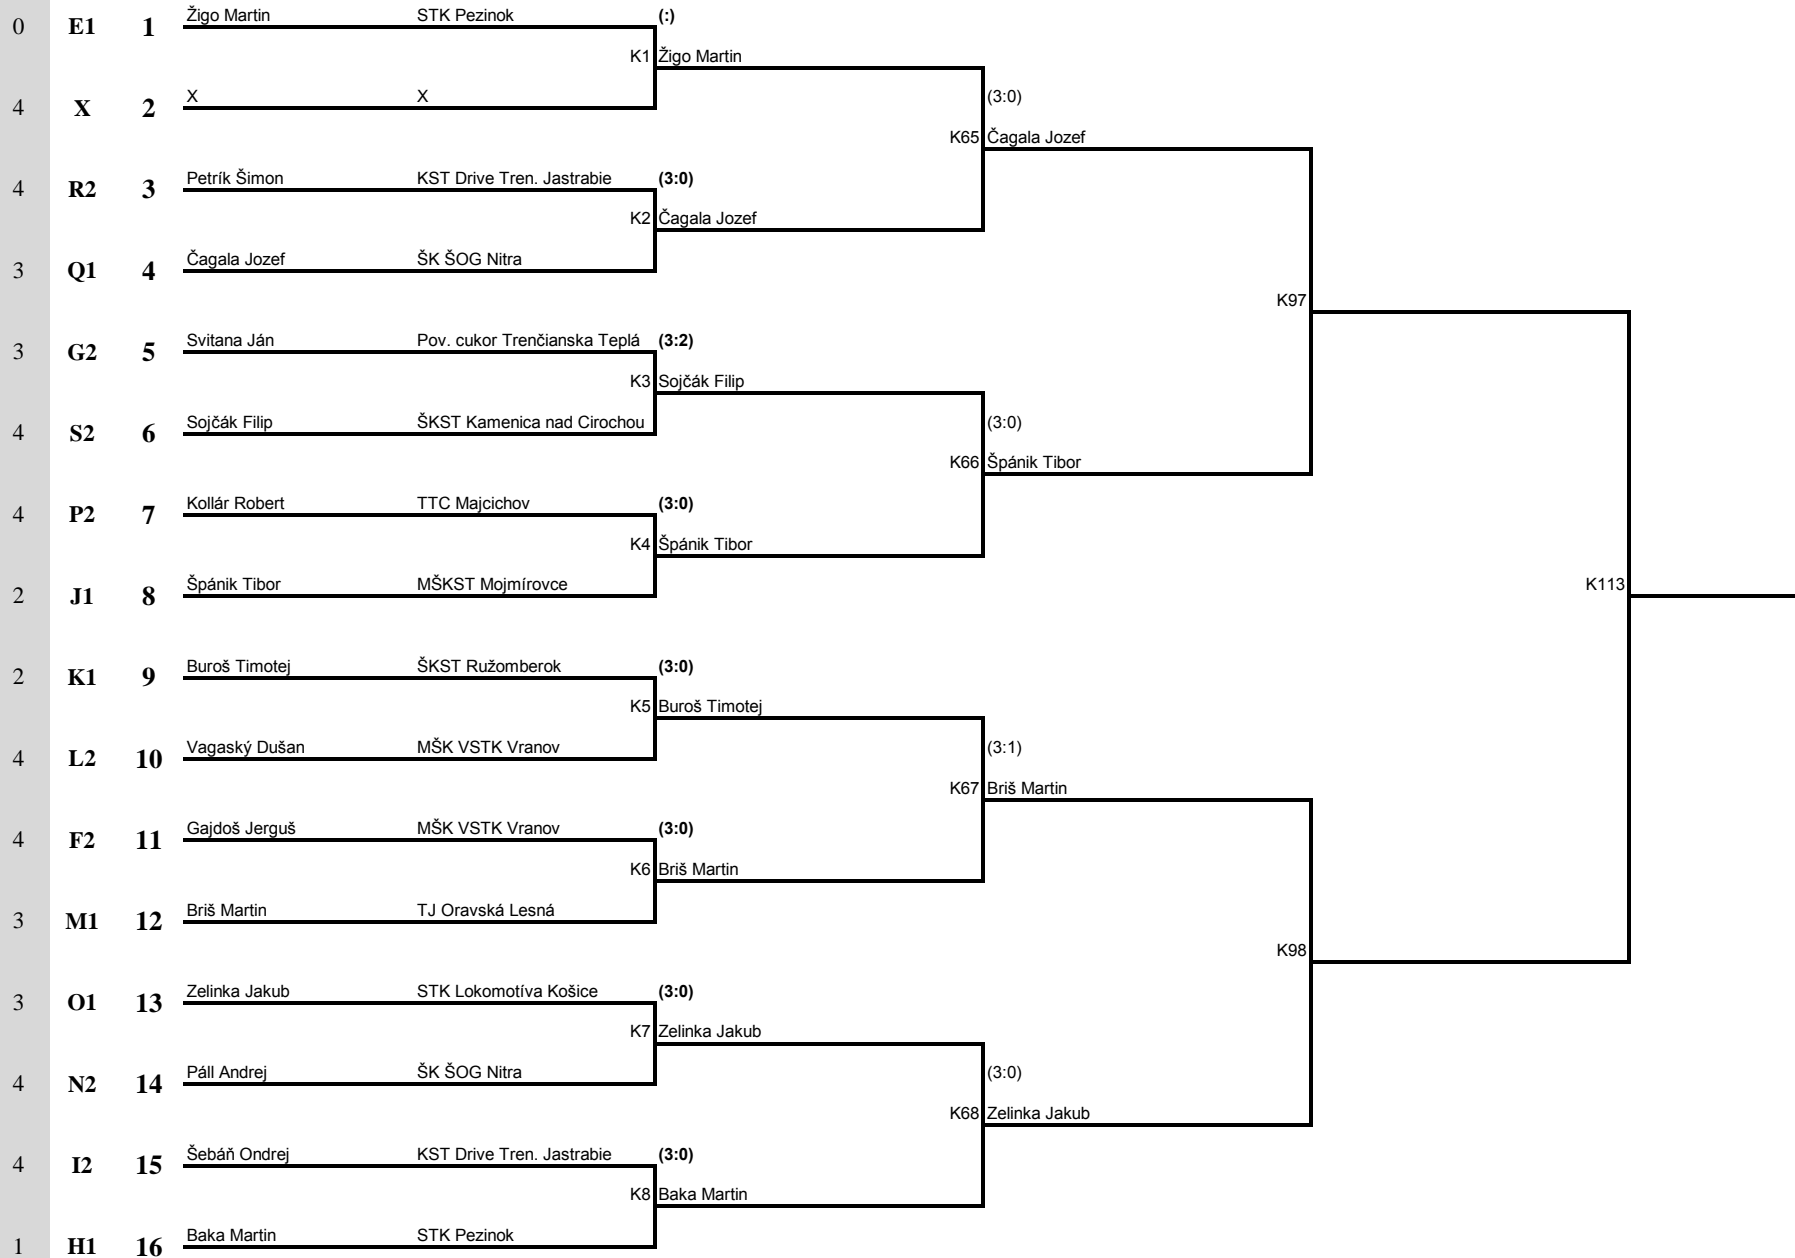 0 E1 1 Žigo Martin STK Pezinok (:)
K1 Žigo Martin
4 X 2 X X (3:0)
K65 Čagala Jozef
4 R2 3 Petrík Šimon KST Drive Tren. Jastrabie (3:0)
K2 Čagala Jozef
3 Q1 4 Čagala Jozef ŠK ŠOG Nitra
K97
3 G2 5 Svitana Ján Pov. cukor Trenčianska Teplá (3:2)
K3 Sojčák Filip
4 S2 6 Sojčák Filip ŠKST Kamenica nad Cirochou (3:0)
K66 Špánik Tibor
4 P2 7 Kollár Robert TTC Majcichov (3:0)
K4 Špánik Tibor
2 J1 8 Špánik Tibor MŠKST Mojmírovce K113
2 K1 9 Buroš Timotej ŠKST Ružomberok (3:0)
K5 Buroš Timotej
4 L2 10 Vagaský Dušan MŠK VSTK Vranov (3:1)
K67 Briš Martin
4 F2 11 Gajdoš Jerguš MŠK VSTK Vranov (3:0)
K6 Briš Martin
3 M1 12 Briš Martin TJ Oravská Lesná
K98
3 O1 13 Zelinka Jakub STK Lokomotíva Košice (3:0)
K7 Zelinka Jakub
4 N2 14 Páll Andrej ŠK ŠOG Nitra (3:0)
K68 Zelinka Jakub
4 I2 15 Šebáň Ondrej KST Drive Tren. Jastrabie (3:0)
K8 Baka Martin
1 H1 16 Baka Martin STK Pezinok